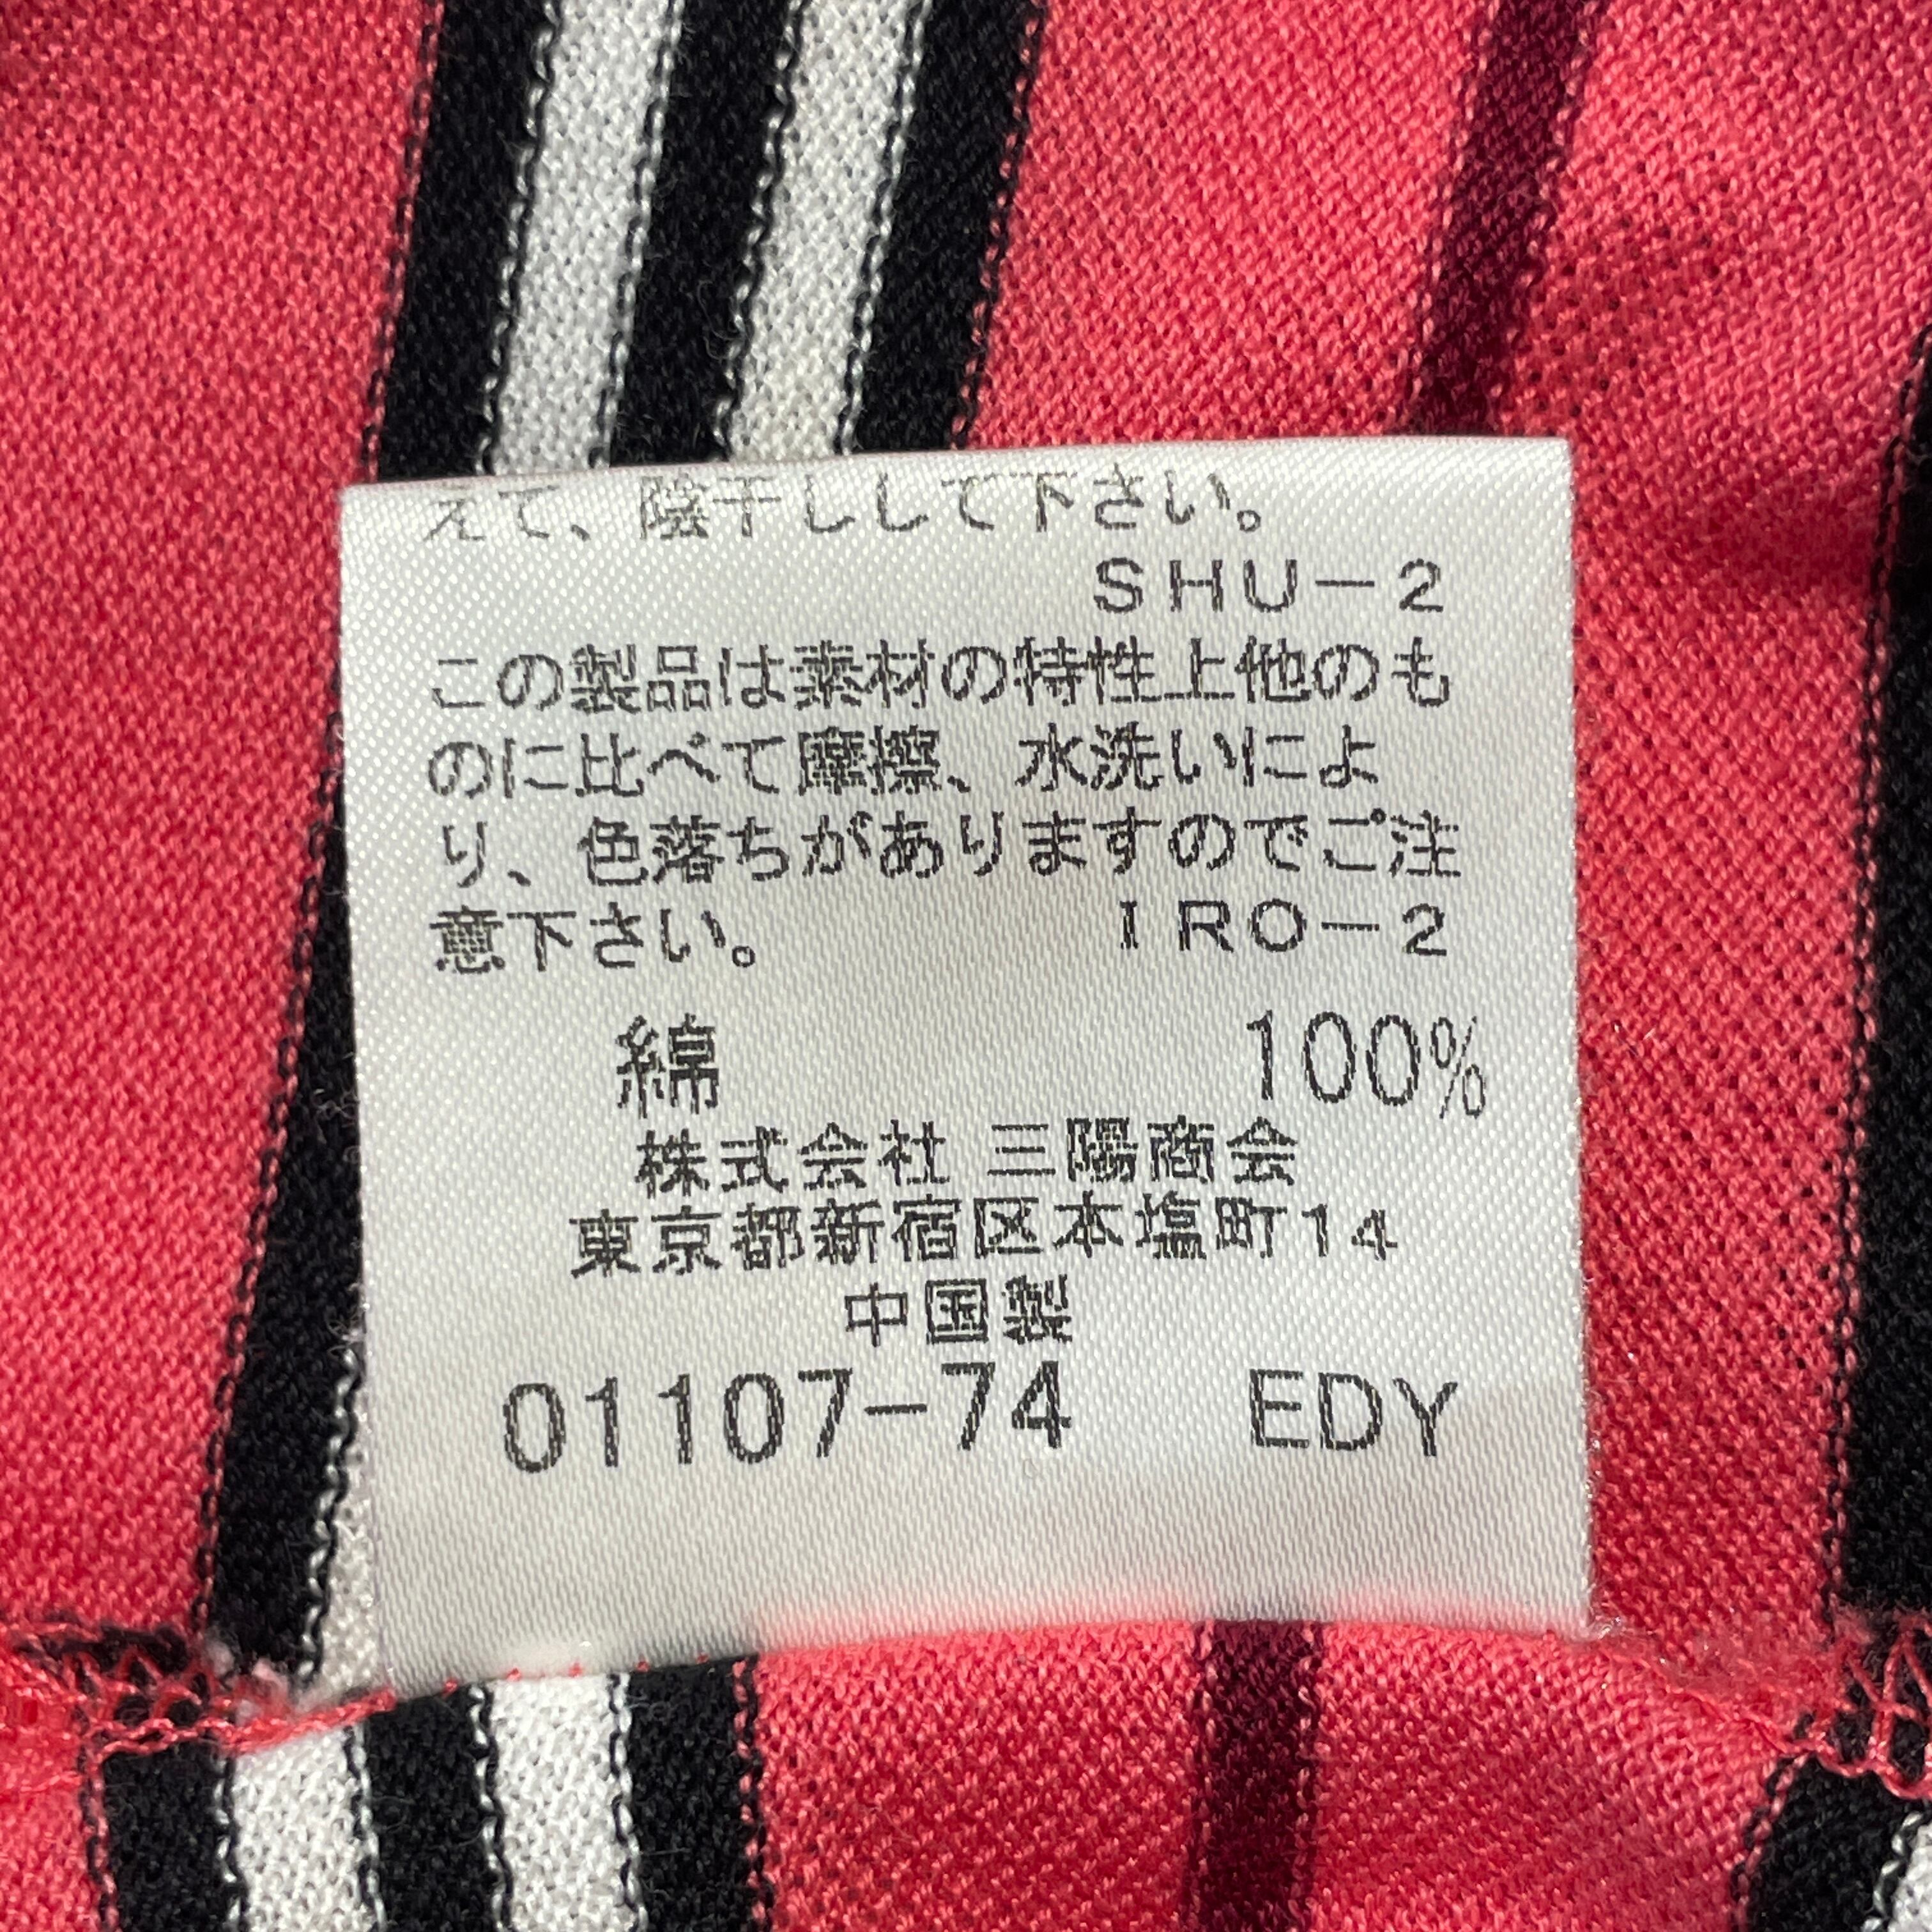 えて、陰干しして下さい。
SHU－2
この製品は素材の特性上他のも
のに比べて摩擦、水洗いによ
り、色落ちがありますのでご注
意下さい。 IRO－2
綿 100%
株式会社 三陽商会
東京都新宿区本塩町14
中国製
01107-74 EDY